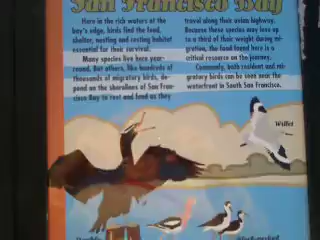 San Francisco Bay
Here in the rich waters at the
bay's edge, birds find the food,
shelter, nesting and resting habitat
essential for their survival.
Many species live here year-
round. But others, like hundreds of
thousands of migratory birds, de-
pend on the shorelines of San Fran-
cisco Bay to rest and feed as they
travel along their avian highway.
Because these species may lose up
to a third of their weight during mi-
gration, the food found here is a
critical resource on the journey.
Commonly, both resident and mi-
gratory birds can be seen near the
waterfront in South San Francisco.
Willet